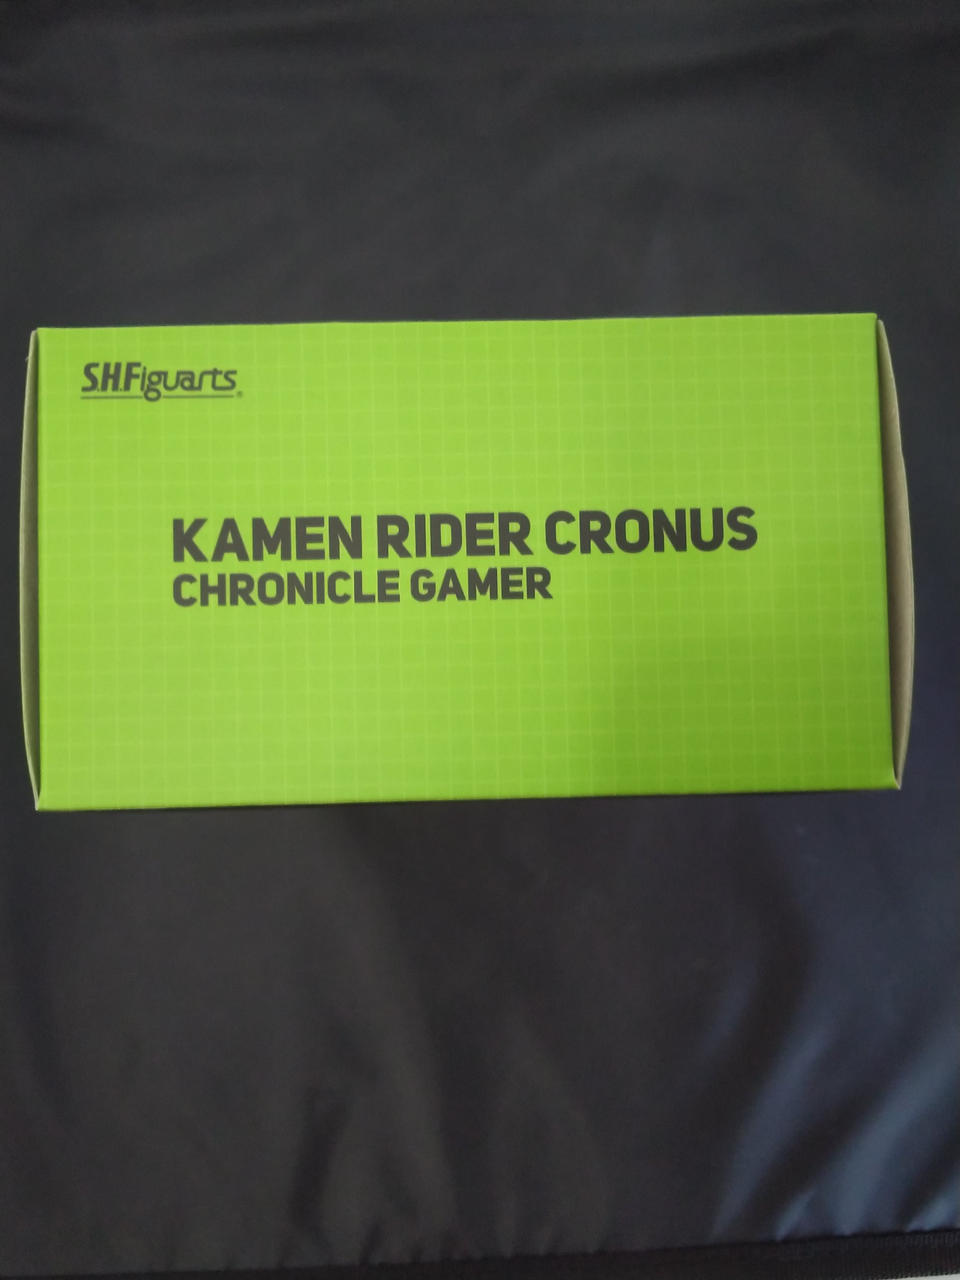 S.H.Figuarts®
KAMEN RIDER CRONUS
CHRONICLE GAMER